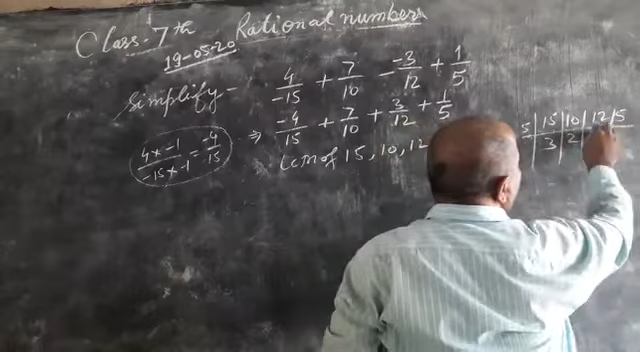 Class-7th Rational numbers
19-05-20
Simplify- 4/-15 + 7/10 - -3/12 + 1/5
4×-1/-15×-1 = -4/15 ⇒ -4/15 + 7/10 + 3/12 + 1/5
Lcm of 15, 10, 12
5 | 15 | 10 | 12 | 5
3 | 2